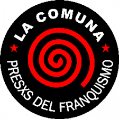 LA COMUNA
PRESXS DEL FRANQUISMO